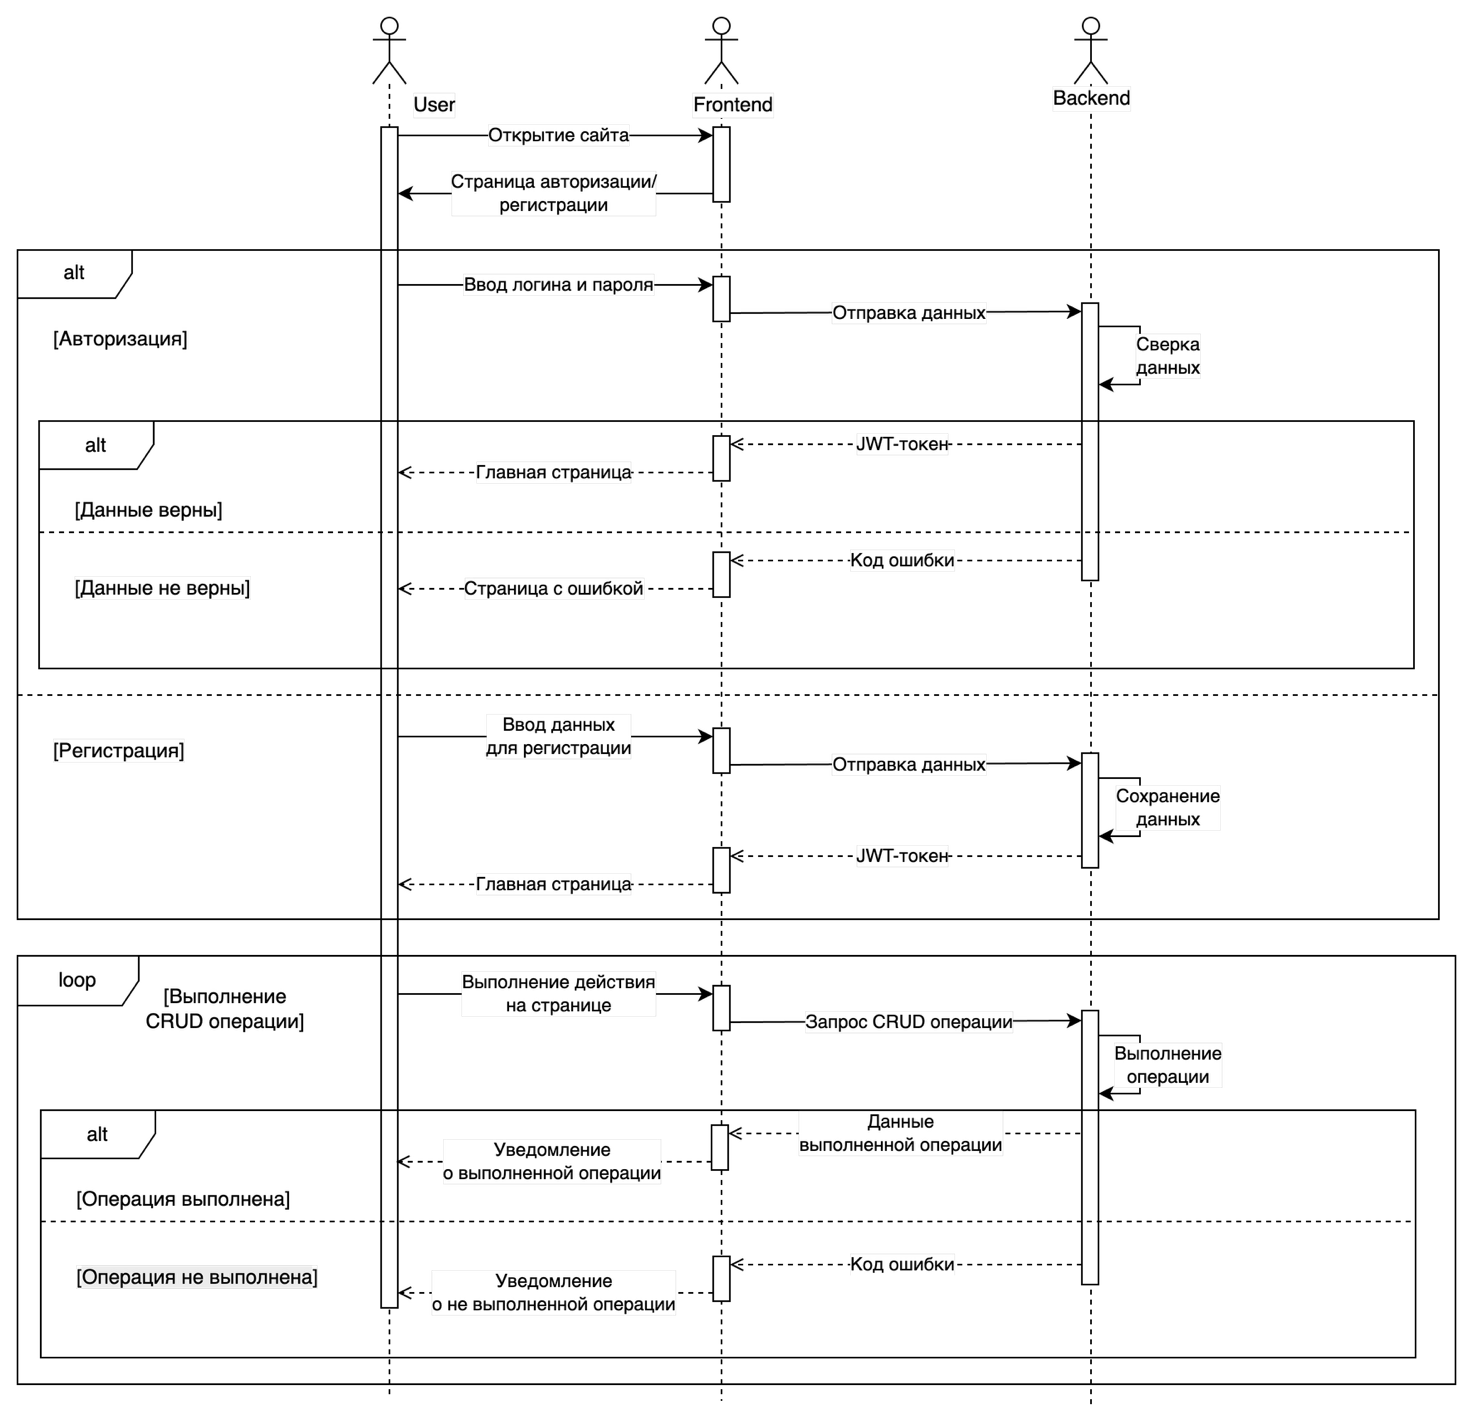 User
Frontend
Backend
Открытие сайта
Страница авторизации/
регистрации
alt
Ввод логина и пароля
Отправка данных
[Авторизация]
Сверка
данных
alt
JWT-токен
Главная страница
[Данные верны]
Код ошибки
[Данные не верны]
Страница с ошибкой
Ввод данных
для регистрации
[Регистрация]
Отправка данных
Сохранение
данных
JWT-токен
Главная страница
loop
[Выполнение
CRUD операции]
Выполнение действия
на странице
Запрос CRUD операции
Выполнение
операции
alt
Данные
выполненной операции
Уведомление
о выполненной операции
[Операция выполнена]
Код ошибки
[Операция не выполнена]
Уведомление
о не выполненной операции